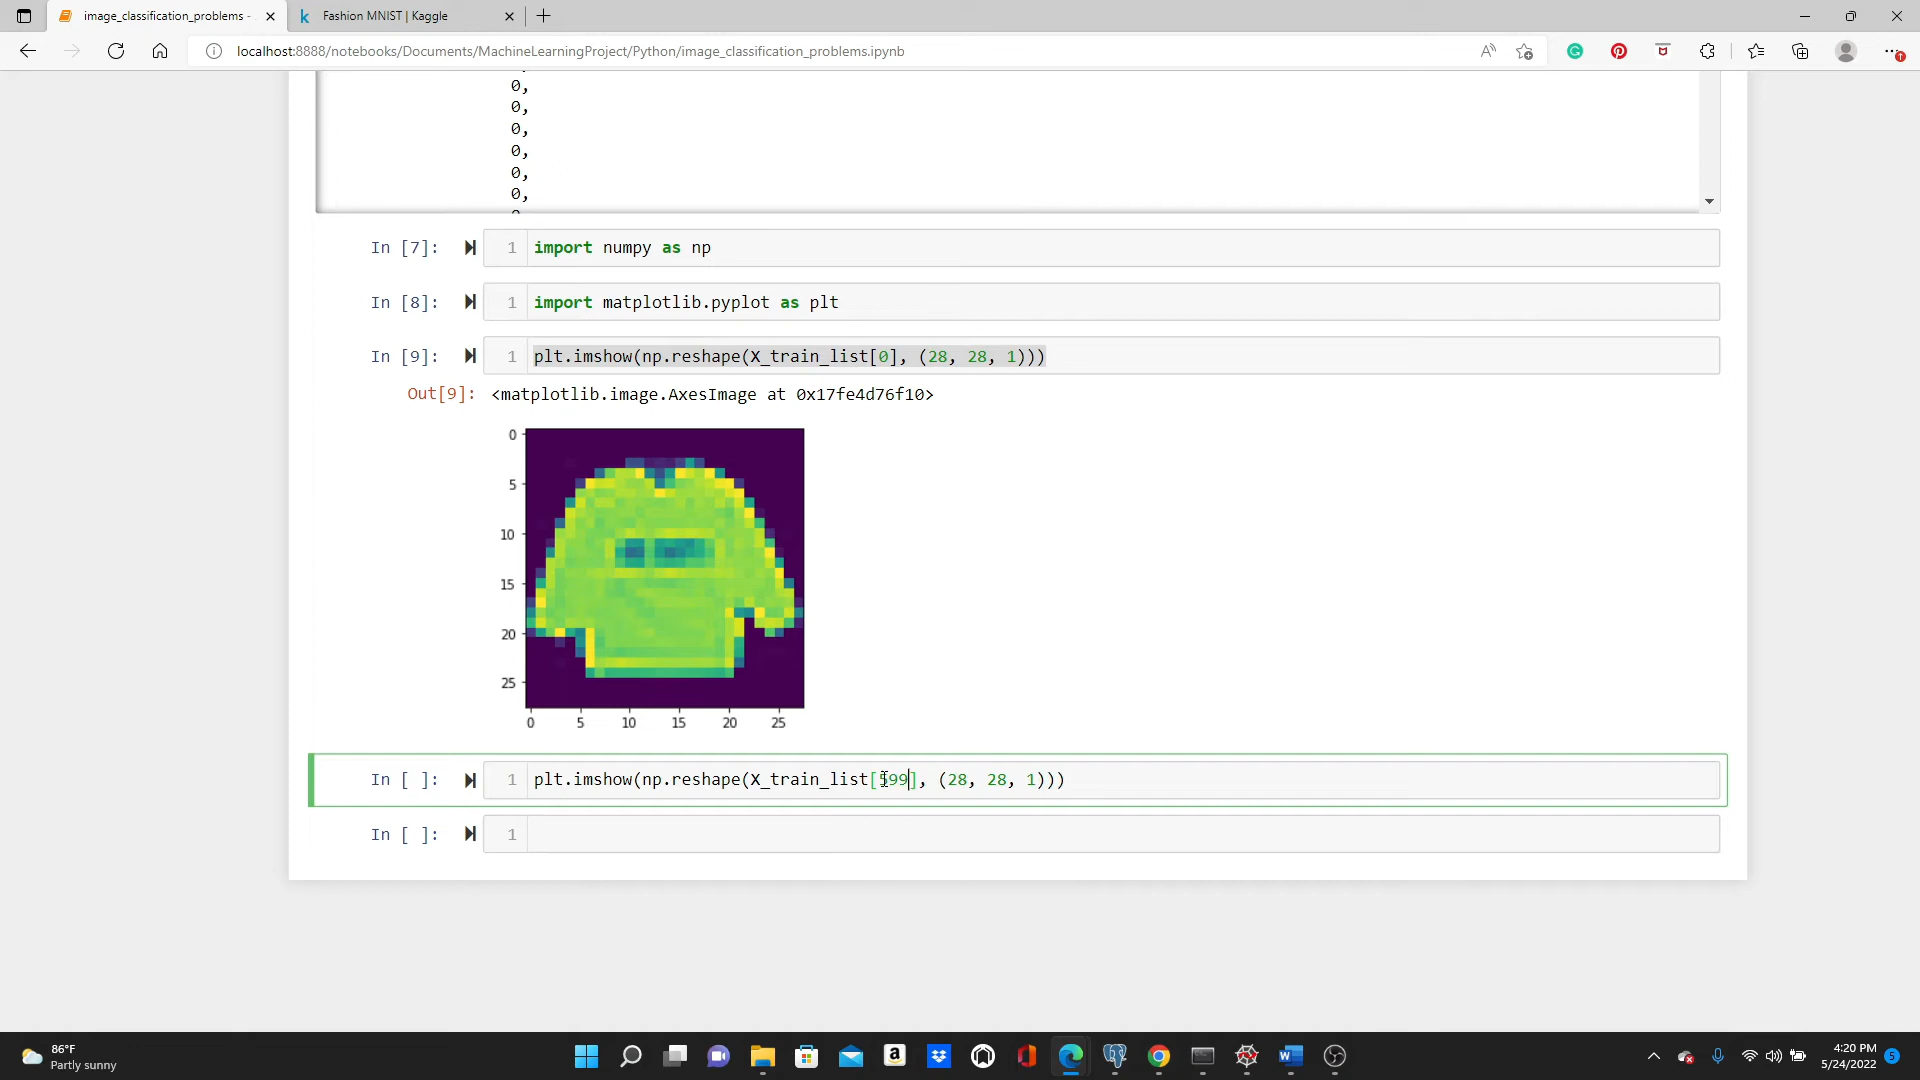 image_classification_problems -
Fashion MNIST | Kaggle
localhost:8888/notebooks/Documents/MachineLearningProject/Python/image_classification_problems.ipynb
0,
0,
0,
0,
0,
0,
In [7]: 1 import numpy as np
In [8]: 1 import matplotlib.pyplot as plt
In [9]: 1 plt.imshow(np.reshape(X_train_list[0], (28, 28, 1)))
Out[9]: <matplotlib.image.AxesImage at 0x17fe4d76f10>
0
5
10
15
20
25
0 5 10 15 20 25
In [ ]: 1 plt.imshow(np.reshape(X_train_list[599], (28, 28, 1)))
In [ ]: 1
86°F
Partly sunny
4:20 PM
5/24/2022
5